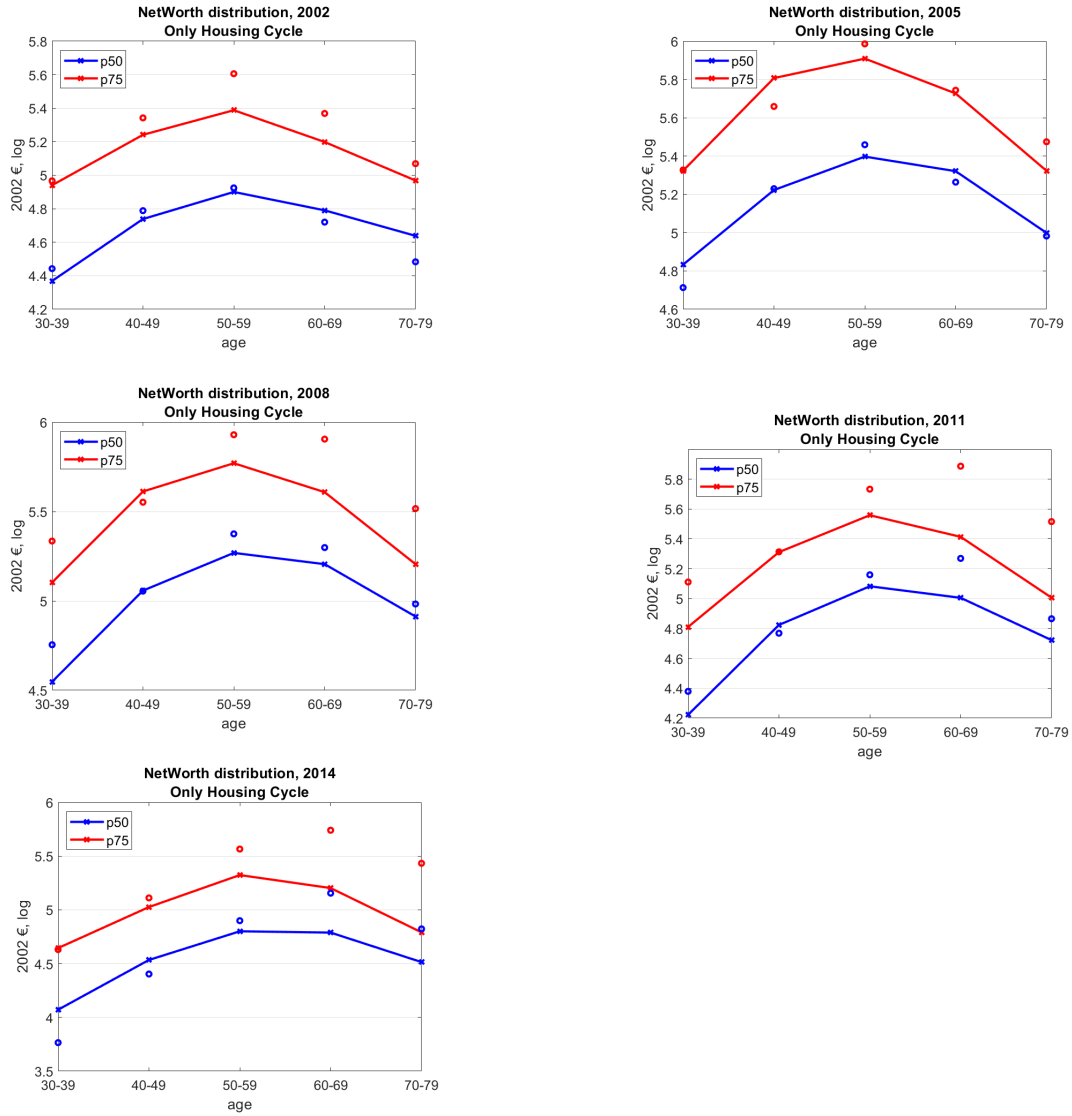 NetWorth distribution, 2002
Only Housing Cycle
5.8
5.6
5.4
5.2
5
4.8
4.6
4.4
4.2
2002 €, log
p50
p75
30-39 40-49 50-59 60-69 70-79
age
NetWorth distribution, 2005
Only Housing Cycle
6
5.8
5.6
5.4
5.2
5
4.8
4.6
2002 €, log
p50
p75
30-39 40-49 50-59 60-69 70-79
age
NetWorth distribution, 2008
Only Housing Cycle
6
5.5
5
4.5
2002 €, log
p50
p75
30-39 40-49 50-59 60-69 70-79
age
NetWorth distribution, 2011
Only Housing Cycle
5.8
5.6
5.4
5.2
5
4.8
4.6
4.4
4.2
2002 €, log
p50
p75
30-39 40-49 50-59 60-69 70-79
age
NetWorth distribution, 2014
Only Housing Cycle
6
5.5
5
4.5
4
3.5
2002 €, log
p50
p75
30-39 40-49 50-59 60-69 70-79
age